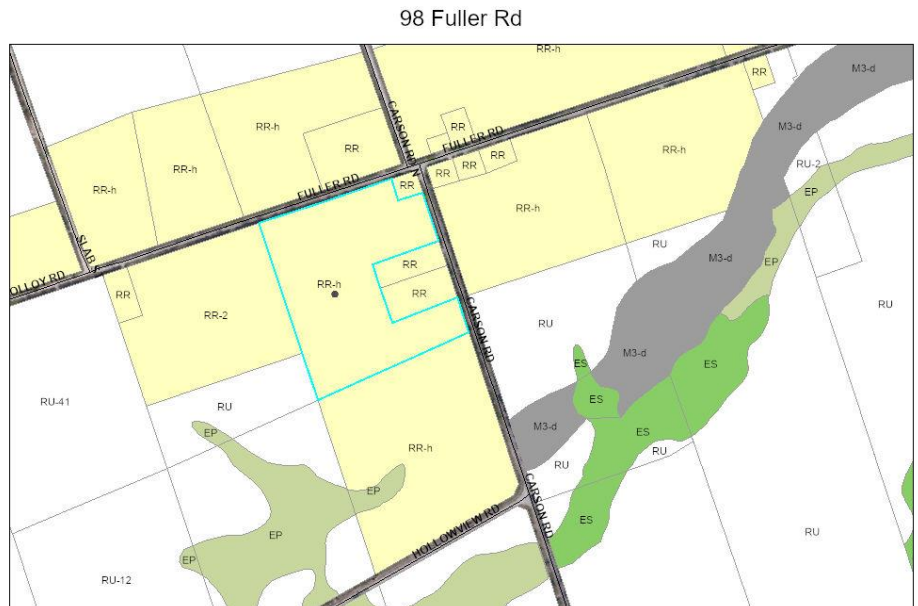 98 Fuller Rd
RR-h
M3-d
RR
CARSON RD N
RR-h
RR
M3-d
RR
FULLER RD
RR-h
RR
RR
RR
RR
RR-h
RU-2
RR-h
FULLER RD
RR
EP
RR-h
SLAB S
RU
M3-d
EP
RR
OLLOY RD
RR-h
RR
RR
RR-2
CARSON RD
RU
RU
M3-d
ES
ES
RU-41
RU
ES
EP
M3-d
ES
RR-h
RU
RU
EP
CARSON RD
ES
HOLLOWVIEW RD
EP
RU
EP
RU-12